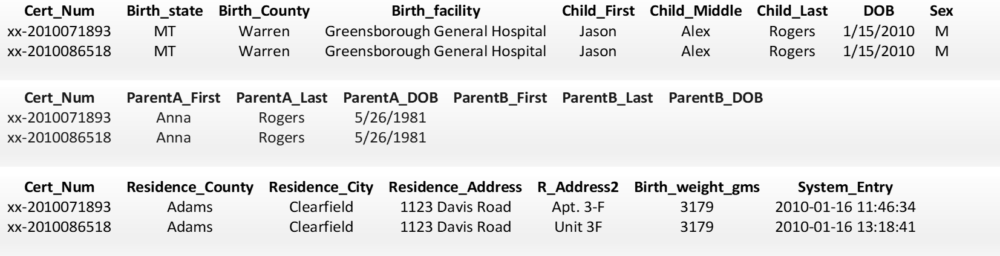 Cert_Num Birth_state Birth_County Birth_facility Child_First Child_Middle Child_Last DOB Sex
xx-2010071893 MT Warren Greensborough General Hospital Jason Alex Rogers 1/15/2010 M
xx-2010086518 MT Warren Greensborough General Hospital Jason Alex Rogers 1/15/2010 M
Cert_Num ParentA_First ParentA_Last ParentA_DOB ParentB_First ParentB_Last ParentB_DOB
xx-2010071893 Anna Rogers 5/26/1981
xx-2010086518 Anna Rogers 5/26/1981
Cert_Num Residence_County Residence_City Residence_Address R_Address2 Birth_weight_gms System_Entry
xx-2010071893 Adams Clearfield 1123 Davis Road Apt. 3-F 3179 2010-01-16 11:46:34
xx-2010086518 Adams Clearfield 1123 Davis Road Unit 3F 3179 2010-01-16 13:18:41